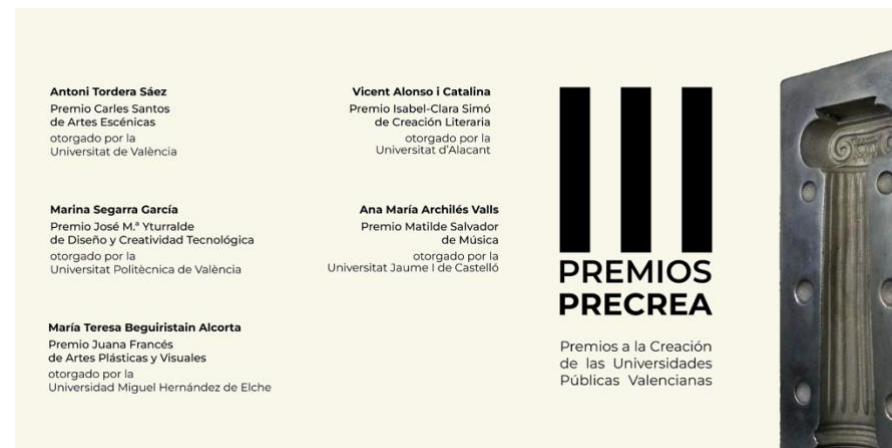 Antoni Tordera Sáez
Premio Carles Santos
de Artes Escénicas
otorgado por la
Universitat de València
Vicent Alonso i Catalina
Premio Isabel-Clara Simó
de Creación Literaria
otorgado por la
Universitat d'Alacant
Marina Segarra García
Premio José M.ª Yturralde
de Diseño y Creatividad Tecnológica
otorgado por la
Universitat Politècnica de València
Ana María Archilés Valls
Premio Matilde Salvador
de Música
otorgado por la
Universitat Jaume I de Castelló
María Teresa Beguiristain Alcorta
Premio Juana Francés
de Artes Plásticas y Visuales
otorgado por la
Universidad Miguel Hernández de Elche
III
PREMIOS
PRECREA
Premios a la Creación
de las Universidades
Públicas Valencianas